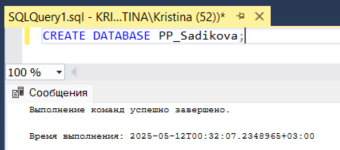 SQLQuery1.sql - KRI...TINA\Kristina (52))*
CREATE DATABASE PP_Sadikova;
100 %
Сообщения
Выполнение команд успешно завершено.
Время выполнения: 2025-05-12T00:32:07.2348965+03:00